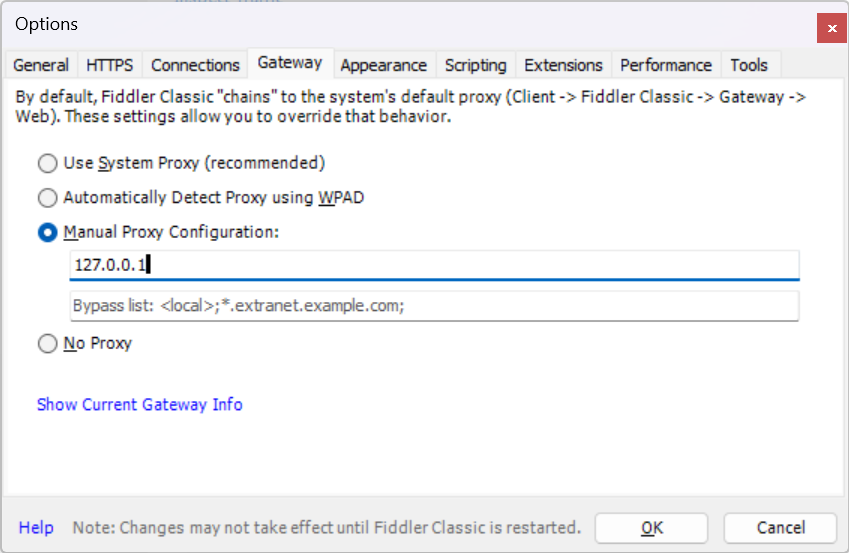 Options
General HTTPS Connections Gateway Appearance Scripting Extensions Performance Tools
By default, Fiddler Classic "chains" to the system's default proxy (Client -> Fiddler Classic -> Gateway ->
Web). These settings allow you to override that behavior.
Use System Proxy (recommended)
Automatically Detect Proxy using WPAD
Manual Proxy Configuration:
127.0.0.1
Bypass list: <local>;*.extranet.example.com;
No Proxy
Show Current Gateway Info
Help Note: Changes may not take effect until Fiddler Classic is restarted. OK Cancel